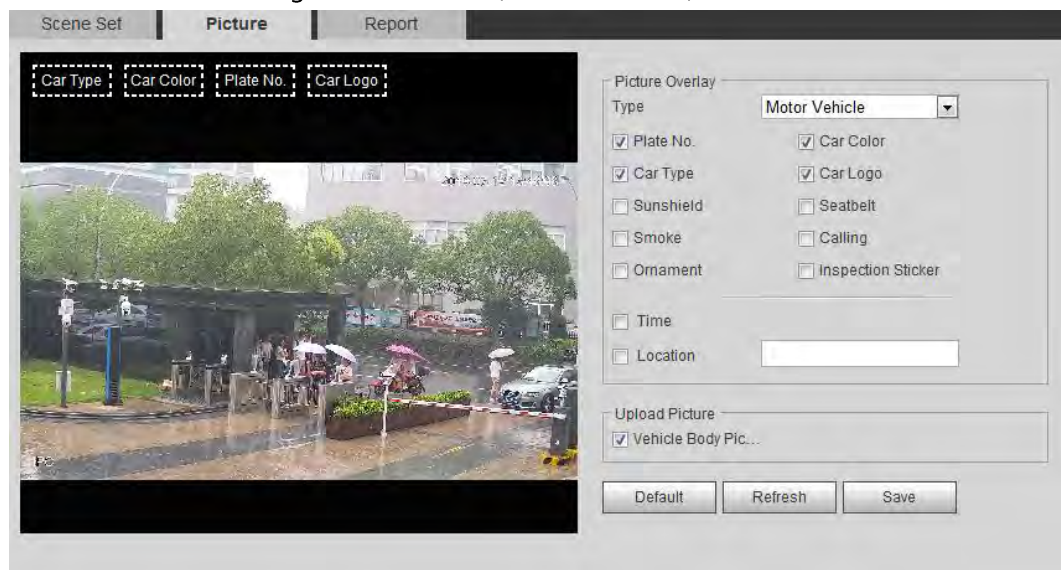 Scene Set Picture Report
Car Type Car Color Plate No. Car Logo
Picture Overlay
Type Motor Vehicle
Plate No. Car Color
Car Type Car Logo
Sunshield Seatbelt
Smoke Calling
Ornament Inspection Sticker
Time
Location
Upload Picture
Vehicle Body Pic...
Default Refresh Save